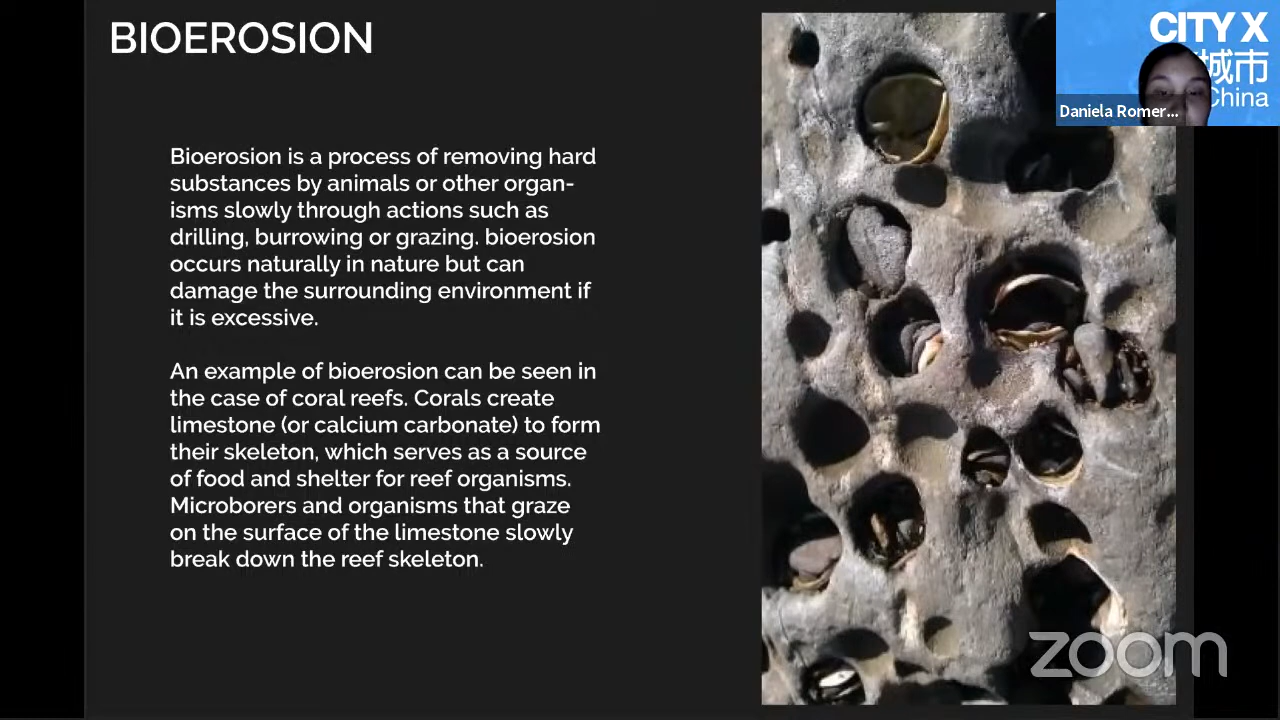 BIOEROSION
Bioerosion is a process of removing hard
substances by animals or other organ-
isms slowly through actions such as
drilling, burrowing or grazing. bioerosion
occurs naturally in nature but can
damage the surrounding environment if
it is excessive.
An example of bioerosion can be seen in
the case of coral reefs. Corals create
limestone (or calcium carbonate) to form
their skeleton, which serves as a source
of food and shelter for reef organisms.
Microborers and organisms that graze
on the surface of the limestone slowly
break down the reef skeleton.
CITY X
城市
China
Daniela Romer...
zoom